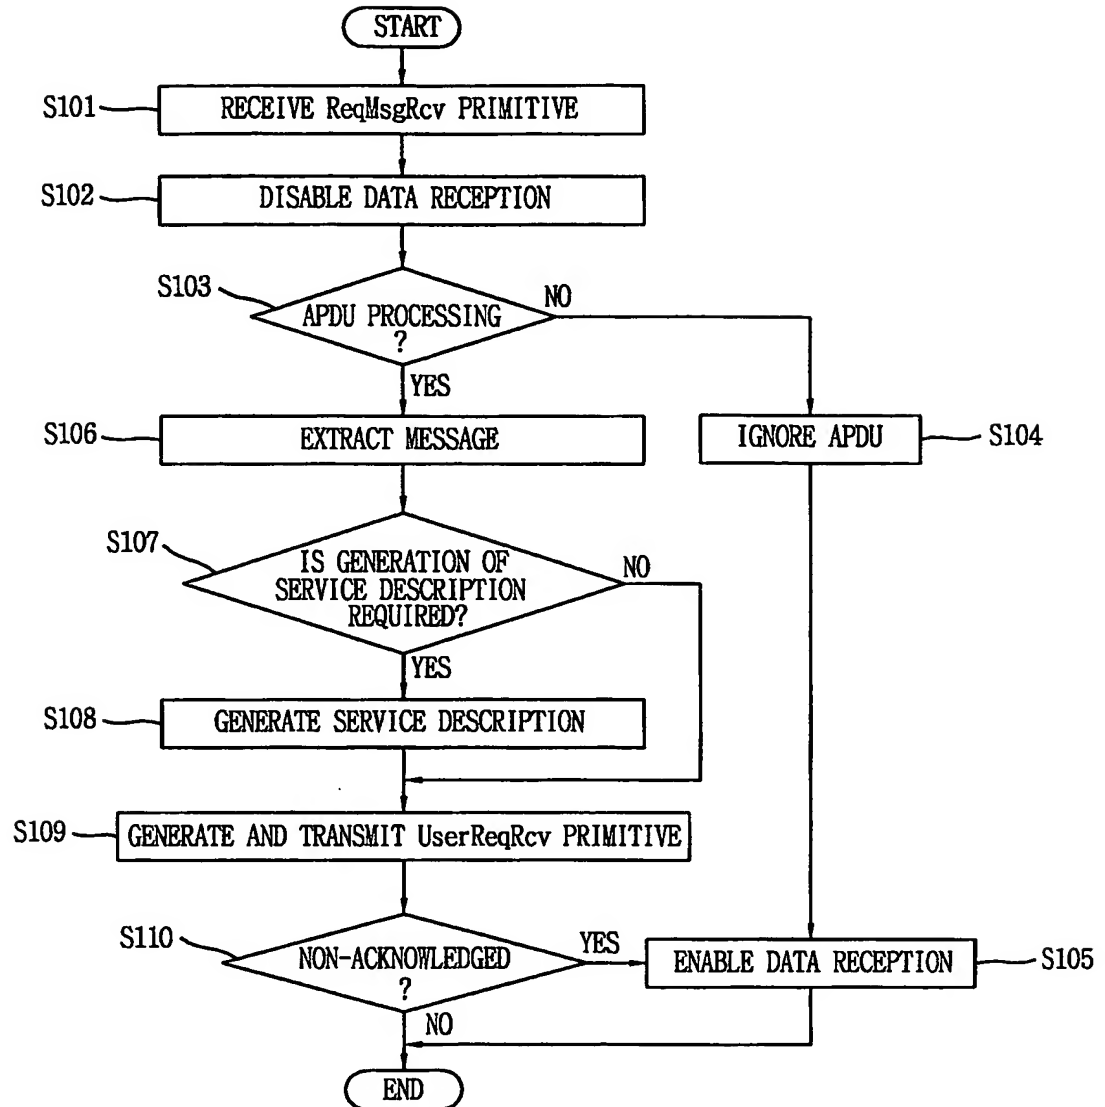 START
S101
RECEIVE ReqMsgRcv PRIMITIVE
S102
DISABLE DATA RECEPTION
S103
APDU PROCESSING
?
NO
YES
S106
EXTRACT MESSAGE
IGNORE APDU
S104
S107
IS GENERATION OF
SERVICE DESCRIPTION
REQUIRED?
NO
YES
S108
GENERATE SERVICE DESCRIPTION
S109
GENERATE AND TRANSMIT UserReqRcv PRIMITIVE
S110
NON-ACKNOWLEDGED
?
YES
ENABLE DATA RECEPTION
S105
NO
END